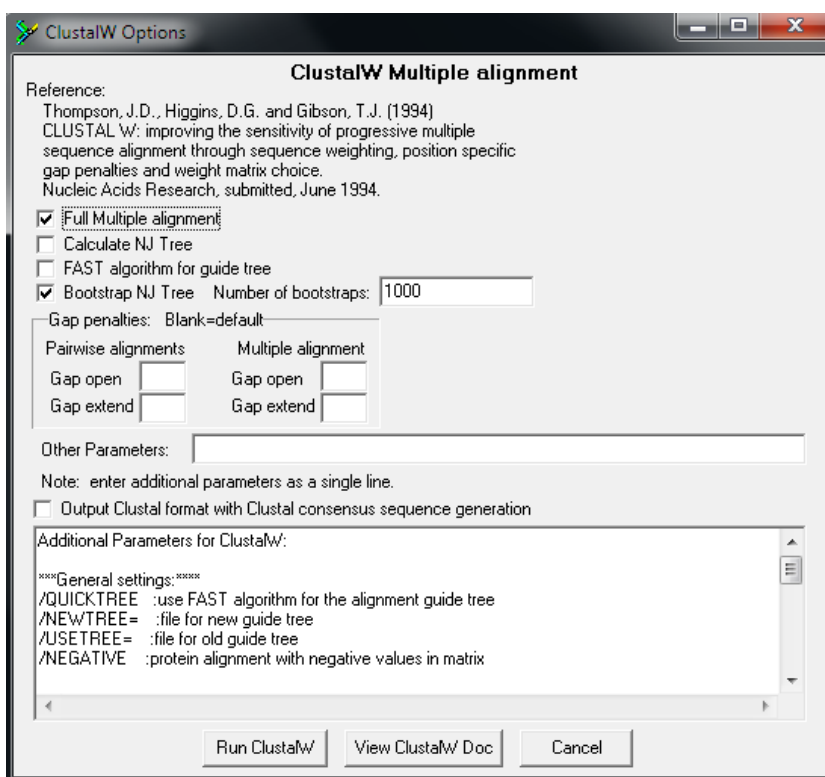 ClustalW Options
ClustalW Multiple alignment
Reference:
Thompson, J.D., Higgins, D.G. and Gibson, T.J. (1994)
CLUSTAL W: improving the sensitivity of progressive multiple
sequence alignment through sequence weighting, position specific
gap penalties and weight matrix choice.
Nucleic Acids Research, submitted, June 1994.
Full Multiple alignment
Calculate NJ Tree
FAST algorithm for guide tree
Bootstrap NJ Tree Number of bootstraps: 1000
Gap penalties: Blank=default
Pairwise alignments Multiple alignment
Gap open Gap open
Gap extend Gap extend
Other Parameters:
Note: enter additional parameters as a single line.
Output Clustal format with Clustal consensus sequence generation
Additional Parameters for ClustalW:
***General settings:****
/QUICKTREE :use FAST algorithm for the alignment guide tree
/NEWTREE= :file for new guide tree
/USETREE= :file for old guide tree
/NEGATIVE :protein alignment with negative values in matrix
Run ClustalW View ClustalW Doc Cancel